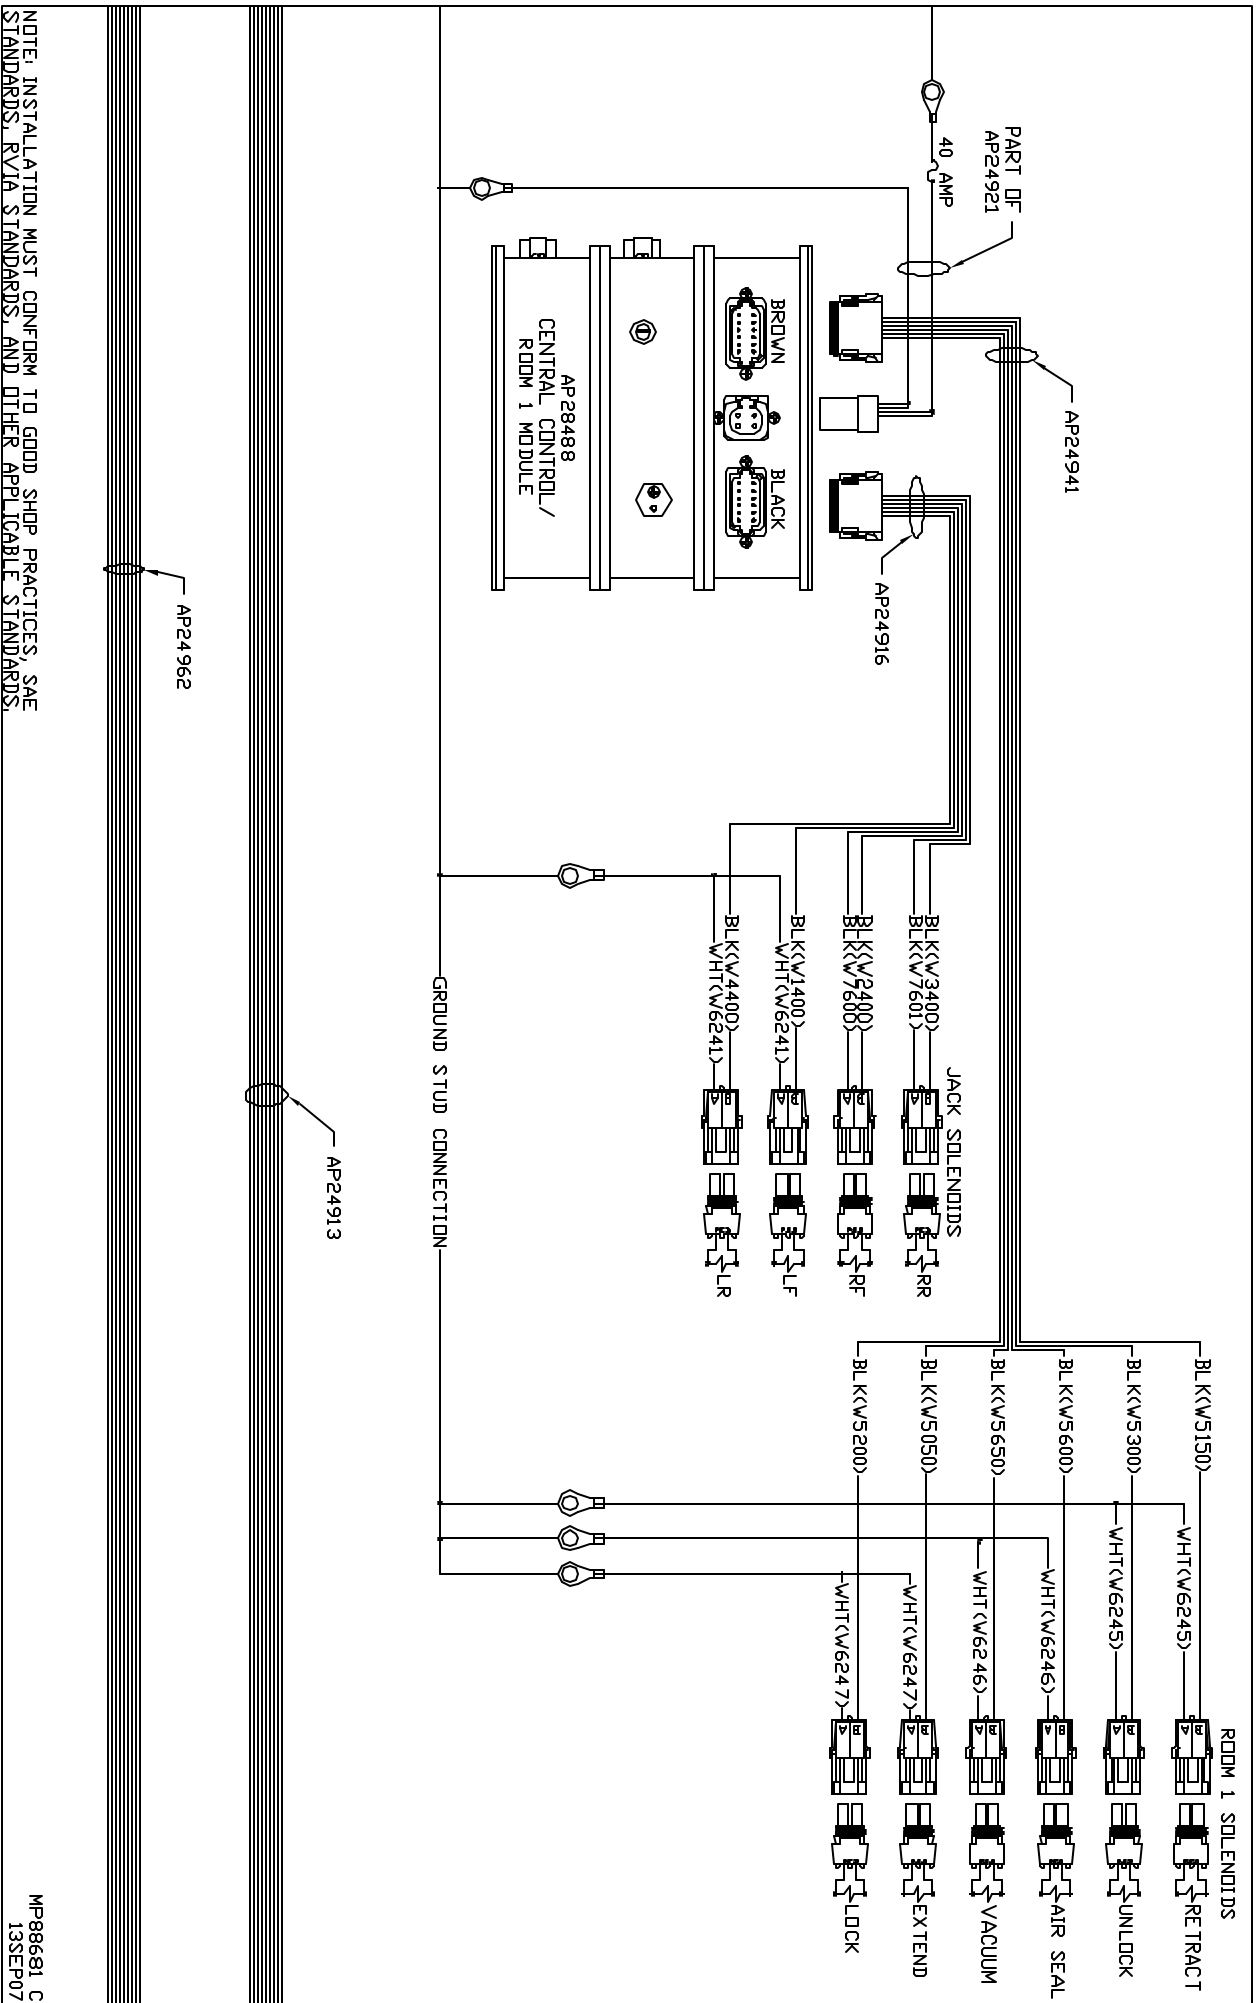 ROOM 1 SOLENOIDS
BLK(W5150)
WHT(W6245)
RETRACT
BLK(W5300)
WHT(W6245)
UNLOCK
BLK(W5600)
WHT(W6246)
AIR SEAL
BLK(W5650)
WHT(W6246)
VACUUM
BLK(W5050)
WHT(W6247)
EXTEND
BLK(W5200)
WHT(W6247)
LOCK
AP24941
PART OF
AP24921
40 AMP
JACK SOLENOIDS
BLK(W3400)
BLK(W7601)
RR
BLK(W2400)
BLK(W7600)
RF
BLK(W1400)
WHT(W6241)
LF
BLK(W4400)
WHT(W6241)
LR
AP24916
BROWN
BLACK
AP28488
CENTRAL CONTROL/
ROOM 1 MODULE
GROUND STUD CONNECTION
AP24913
AP24962
NOTE: INSTALLATION MUST CONFORM TO GOOD SHOP PRACTICES, SAE
STANDARDS, RVIA STANDARDS, AND OTHER APPLICABLE STANDARDS.
MP88681 C
13SEP07